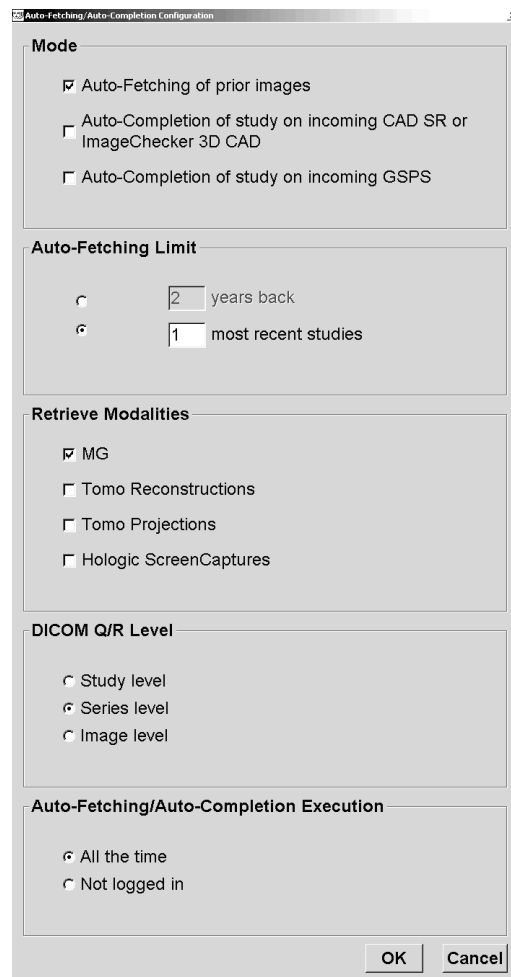 Auto-Fetching/Auto-Completion Configuration
Mode
Auto-Fetching of prior images
Auto-Completion of study on incoming CAD SR or
ImageChecker 3D CAD
Auto-Completion of study on incoming GSPS
Auto-Fetching Limit
2 years back
1 most recent studies
Retrieve Modalities
MG
Tomo Reconstructions
Tomo Projections
Hologic ScreenCaptures
DICOM Q/R Level
Study level
Series level
Image level
Auto-Fetching/Auto-Completion Execution
All the time
Not logged in
OK Cancel